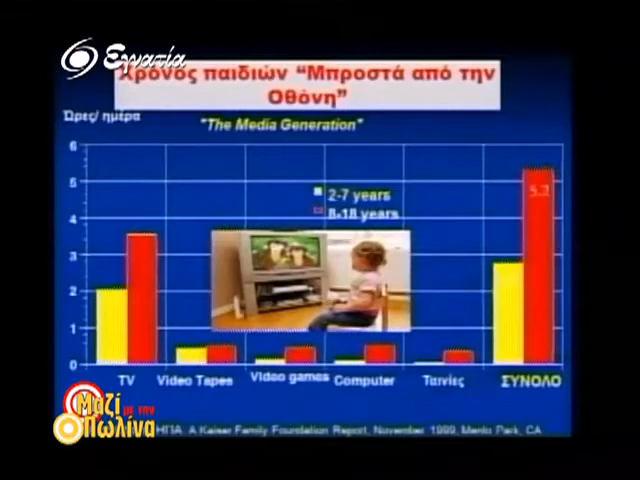 Εγνατία
Χρόνος παιδιών “Μπροστά από την
Οθόνη”
Ώρες/ ημέρα
"The Media Generation"
6
5
4
3
2
1
0
2-7 years
8-18 years
5.3
TV
Video Tapes
Video games
Computer
Ταινίες
ΣΥΝΟΛΟ
ΗΠΑ. A Kaiser Family Foundation Report, November, 1999, Menlo Park, CA
Μαζί
με την
Πωλίνα